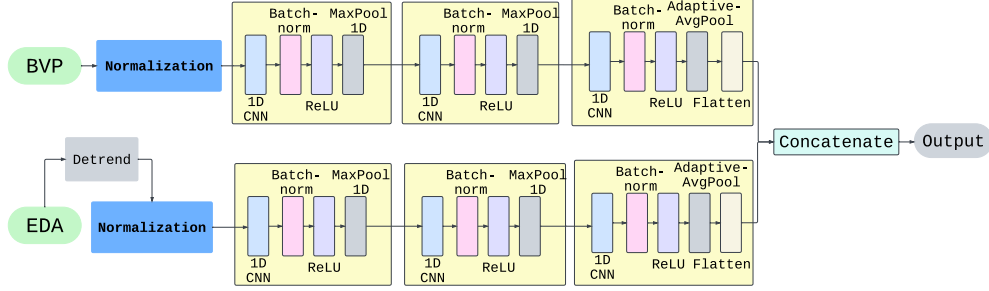 BVP
Normalization
Batch-
norm
MaxPool
1D
1D
CNN
ReLU
Batch-
norm
MaxPool
1D
1D
CNN
ReLU
Batch-
norm
Adaptive-
AvgPool
1D
CNN
ReLU
Flatten
Detrend
EDA
Normalization
Batch-
norm
MaxPool
1D
1D
CNN
ReLU
Batch-
norm
MaxPool
1D
1D
CNN
ReLU
Batch-
norm
Adaptive-
AvgPool
1D
CNN
ReLU
Flatten
Concatenate
Output